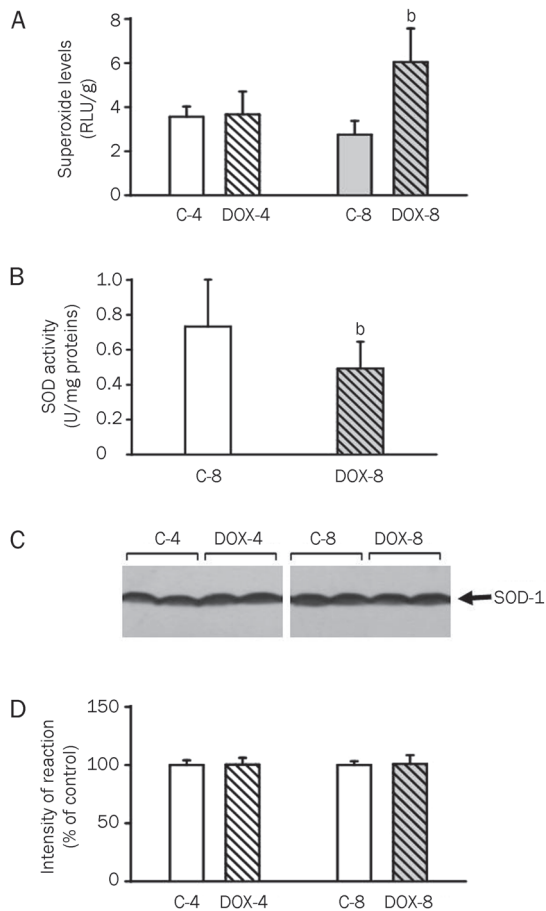 A
Superoxide levels
(RLU/g)
8
6
4
2
0
b
C-4 DOX-4 C-8 DOX-8
B
SOD activity
(U/mg proteins)
1.0
0.8
0.6
0.4
0.2
0
b
C-8 DOX-8
C
C-4 DOX-4 C-8 DOX-8
SOD-1
D
Intensity of reaction
(% of control)
150
100
50
0
C-4 DOX-4 C-8 DOX-8